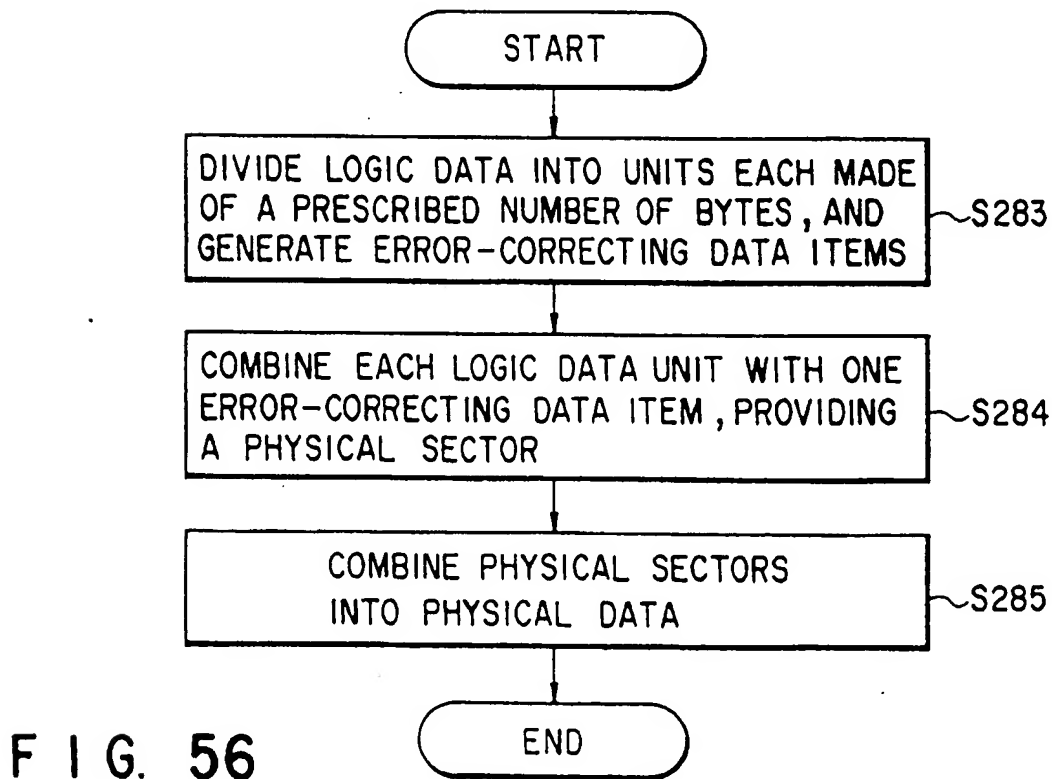 START
DIVIDE LOGIC DATA INTO UNITS EACH MADE
OF A PRESCRIBED NUMBER OF BYTES, AND
GENERATE ERROR-CORRECTING DATA ITEMS
~S283
COMBINE EACH LOGIC DATA UNIT WITH ONE
ERROR-CORRECTING DATA ITEM, PROVIDING
A PHYSICAL SECTOR
~S284
COMBINE PHYSICAL SECTORS
INTO PHYSICAL DATA
~S285
END
FIG. 56